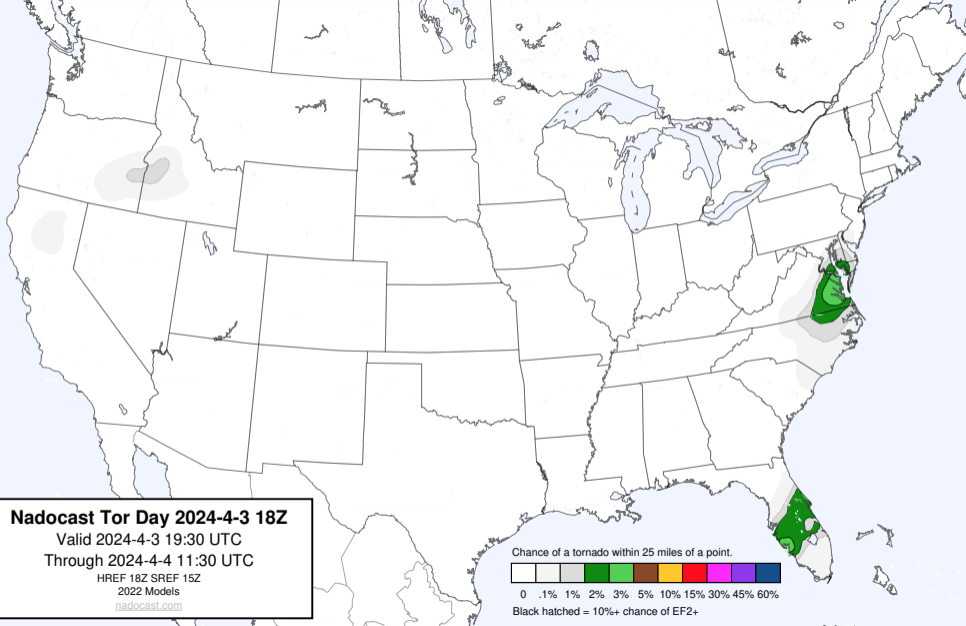 Nadocast Tor Day 2024-4-3 18Z
Valid 2024-4-3 19:30 UTC
Through 2024-4-4 11:30 UTC
HREF 18Z SREF 15Z
2022 Models
nadocast.com
Chance of a tornado within 25 miles of a point.
0 .1% 1% 2% 3% 5% 10% 15% 30% 45% 60%
Black hatched = 10%+ chance of EF2+